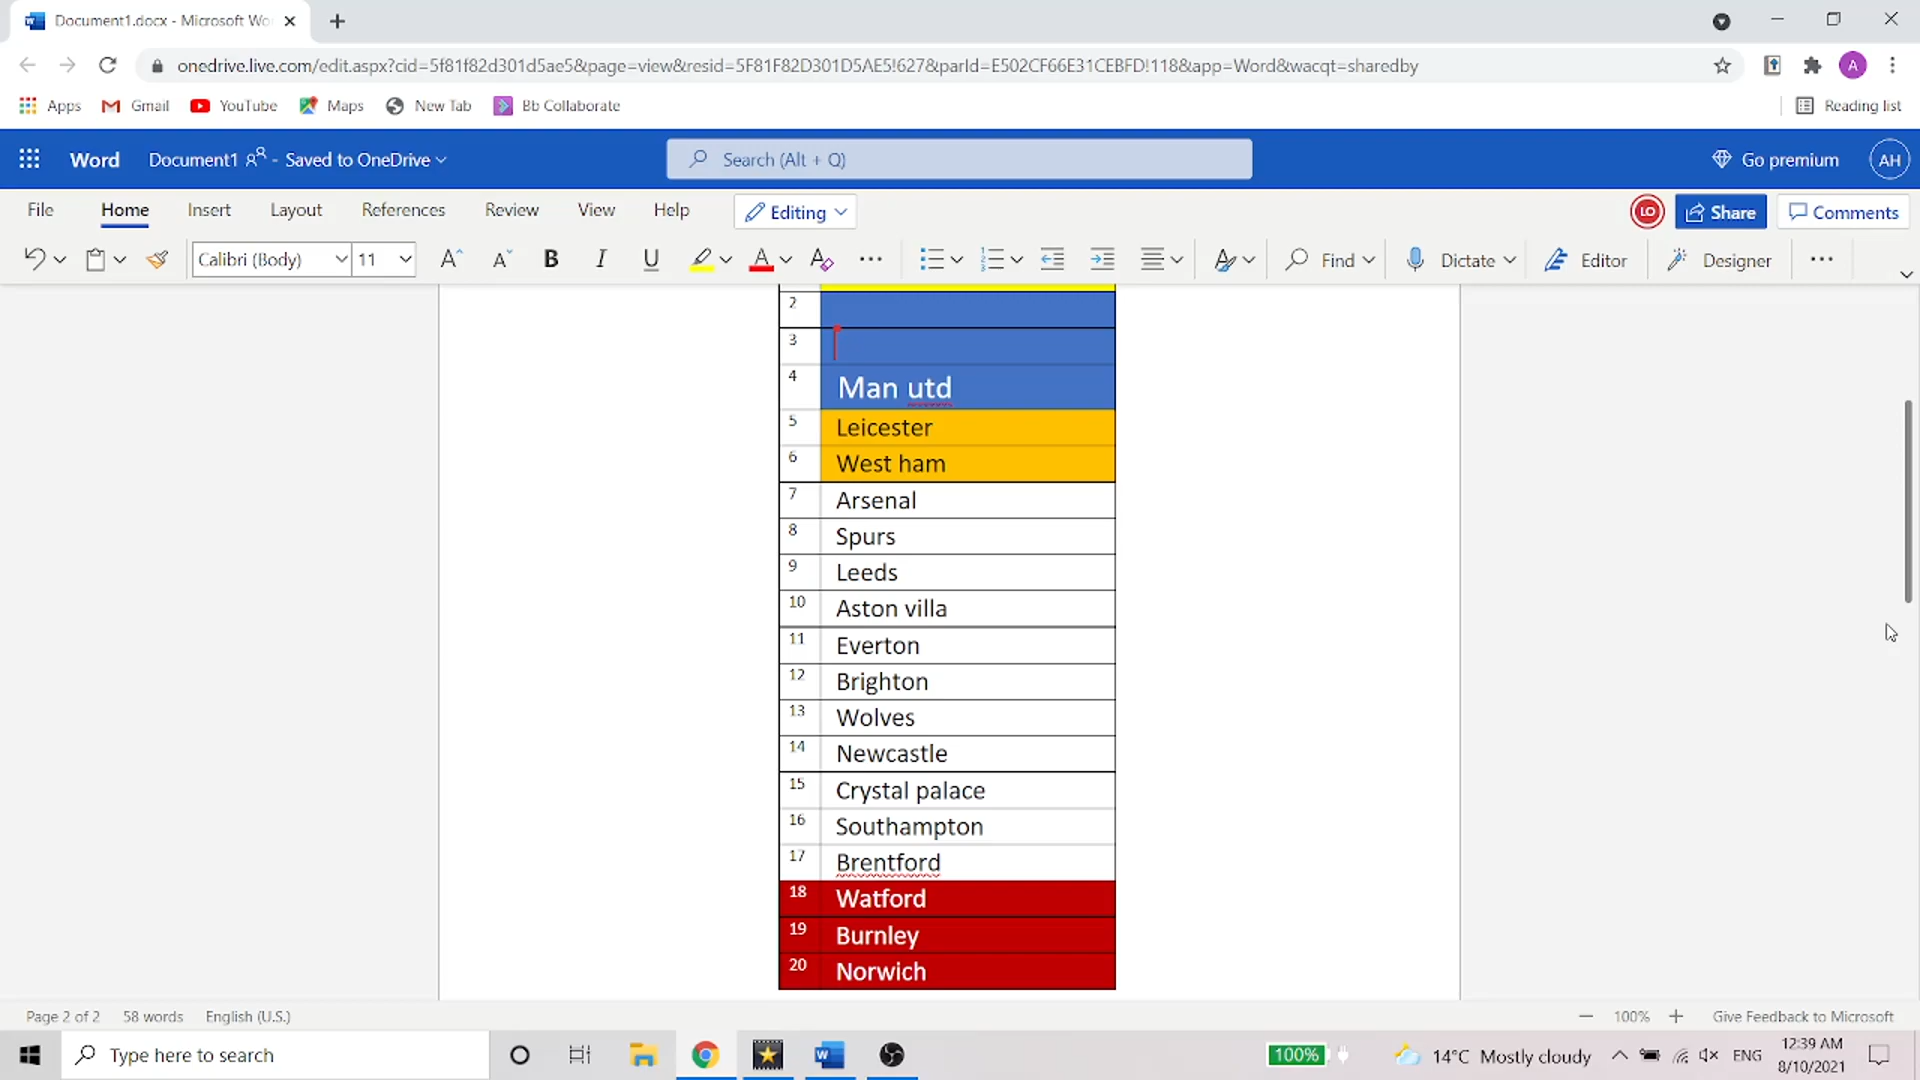 Document1.docx - Microsoft Wo
onedrive.live.com/edit.aspx?cid=5f81f82d301d5ae5&page=view&resid=5F81F82D301D5AE5!627&parId=E502CF66E31CEBFD!118&app=Word&wacqt=sharedby
A
Apps Gmail YouTube Maps New Tab Bb Collaborate Reading list
Word Document1 - Saved to OneDrive Search (Alt + Q) Go premium AH
File Home Insert Layout References Review View Help Editing LO Share Comments
Calibri (Body) 11 B I U A Find Dictate Editor Designer
2
3
4 Man utd
5 Leicester
6 West ham
7 Arsenal
8 Spurs
9 Leeds
10 Aston villa
11 Everton
12 Brighton
13 Wolves
14 Newcastle
15 Crystal palace
16 Southampton
17 Brentford
18 Watford
19 Burnley
20 Norwich
Page 2 of 2 58 words English (U.S.) 100% Give Feedback to Microsoft
Type here to search 100% 14°C Mostly cloudy ENG 12:39 AM
8/10/2021